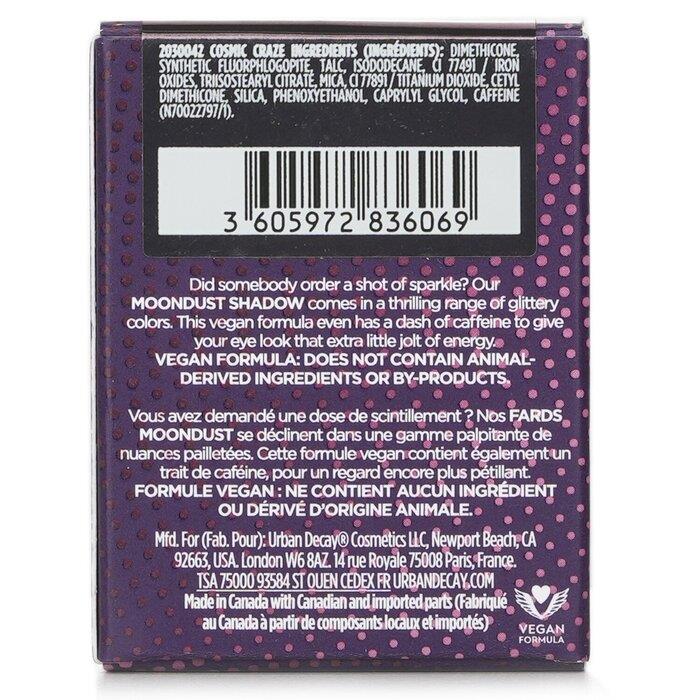 2030042 COSMIC CRAZE INGREDIENTS (INGRÉDIENTS): DIMETHICONE,
SYNTHETIC FLUORPHLOGOPITE, TALC, ISODODECANE, CI 77491 / IRON
OXIDES, TRIISOSTEARYL CITRATE, MICA, CI 77891 / TITANIUM DIOXIDE, CETYL
DIMETHICONE, SILICA, PHENOXYETHANOL, CAPRYLYL GLYCOL, CAFFEINE
(N70022797/1).
3 605972 836069
Did somebody order a shot of sparkle? Our
MOONDUST SHADOW comes in a thrilling range of glittery
colors. This vegan formula even has a dash of caffeine to give
your eye look that extra little jolt of energy.
VEGAN FORMULA: DOES NOT CONTAIN ANIMAL-
DERIVED INGREDIENTS OR BY-PRODUCTS.
Vous avez demandé une dose de scintillement ? Nos FARDS
MOONDUST se déclinent dans une gamme palpitante de
nuances pailletées. Cette formule vegan contient également un
trait de caféine, pour un regard encore plus pétillant.
FORMULE VEGAN : NE CONTIENT AUCUN INGRÉDIENT
OU DÉRIVÉ D'ORIGINE ANIMALE.
Mfd. For (Fab. Pour): Urban Decay® Cosmetics LLC, Newport Beach, CA
92663, USA. London W6 8AZ. 14 rue Royale 75008 Paris, France.
TSA 75000 93584 ST OUEN CEDEX FR URBANDECAY.COM
Made in Canada with Canadian and imported parts (Fabriqué
au Canada à partir de composants locaux et importés)
VEGAN
FORMULA